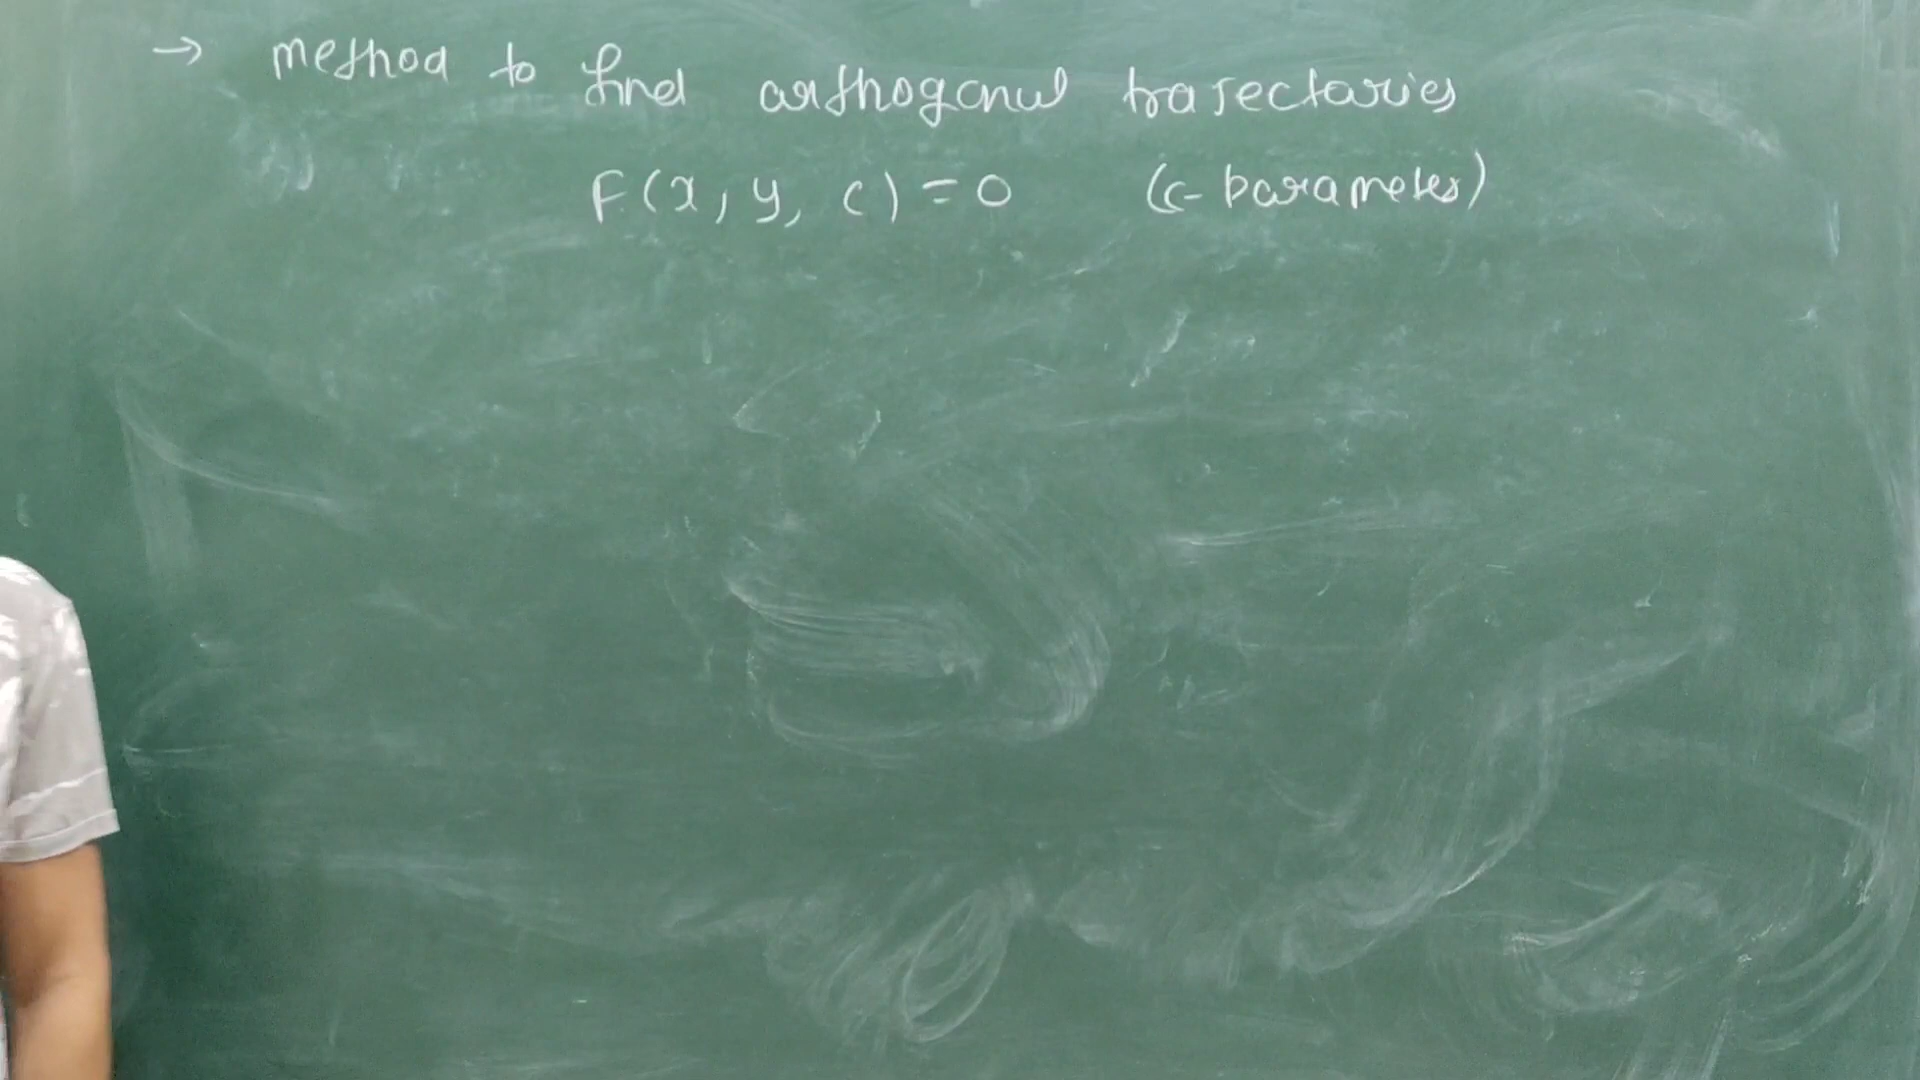 → method to find orthogonal trajectories
F(x, y, c) = 0 (c- parameter)